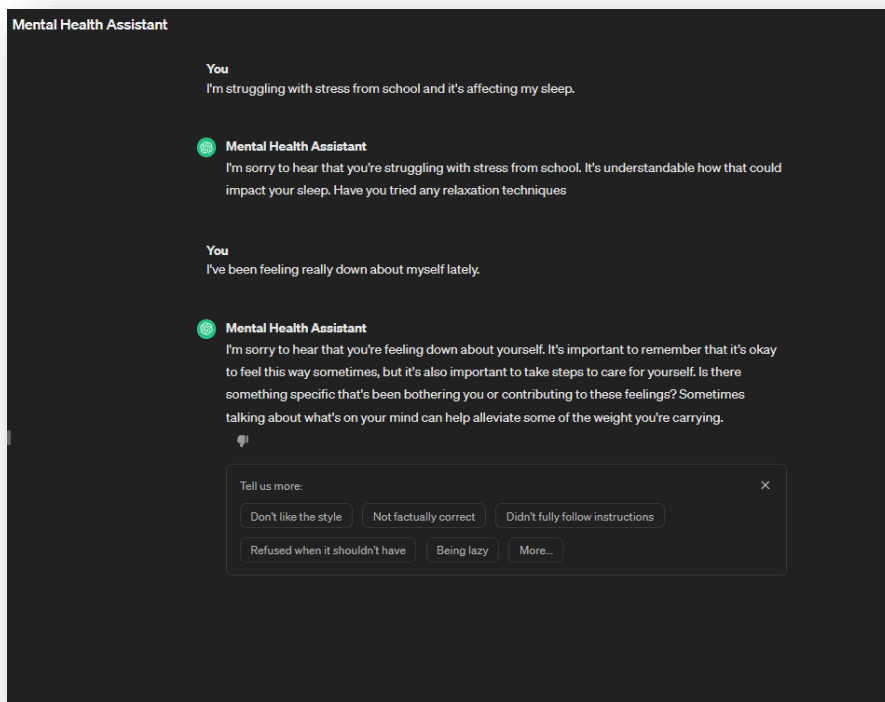 Mental Health Assistant
You
I'm struggling with stress from school and it's affecting my sleep.
Mental Health Assistant
I'm sorry to hear that you're struggling with stress from school. It's understandable how that could
impact your sleep. Have you tried any relaxation techniques
You
I've been feeling really down about myself lately.
Mental Health Assistant
I'm sorry to hear that you're feeling down about yourself. It's important to remember that it's okay
to feel this way sometimes, but it's also important to take steps to care for yourself. Is there
something specific that's been bothering you or contributing to these feelings? Sometimes
talking about what's on your mind can help alleviate some of the weight you're carrying.
Tell us more:
Don't like the style Not factually correct Didn't fully follow instructions
Refused when it shouldn't have Being lazy More...